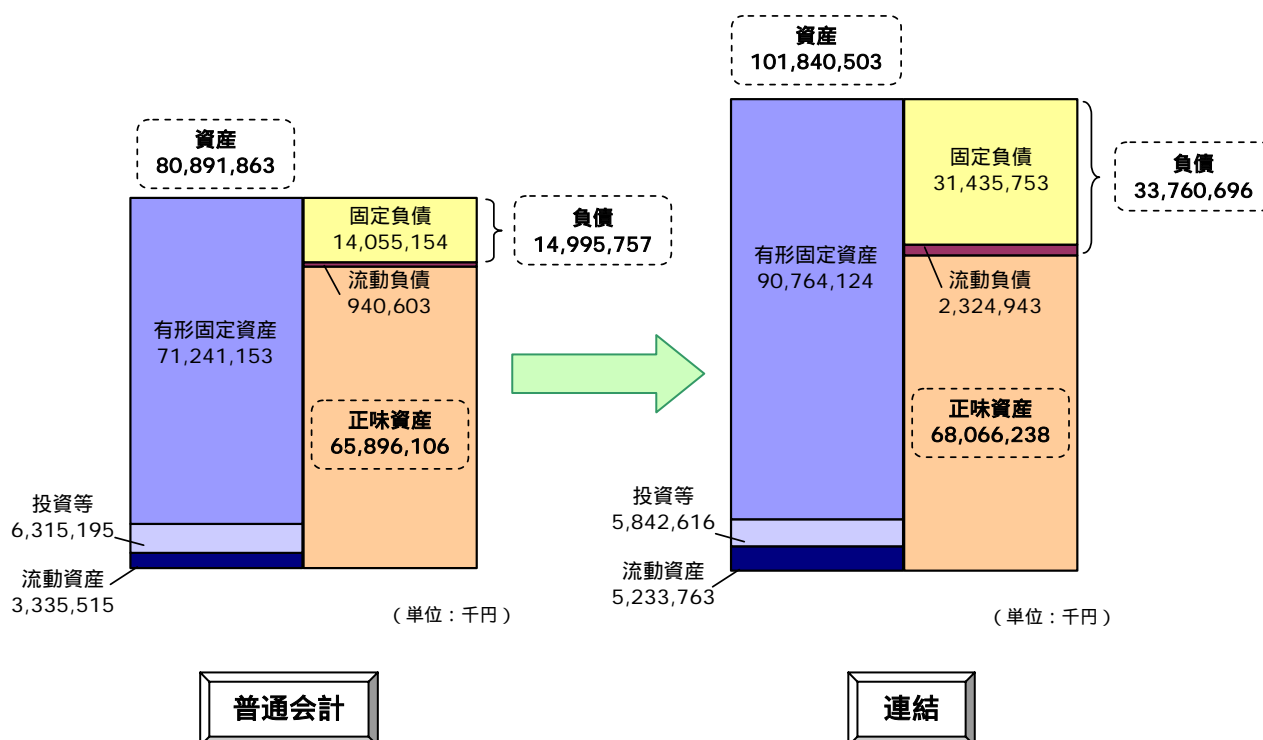 資産
80,891,863
固定負債
14,055,154
負債
14,995,757
流動負債
940,603
有形固定資産
71,241,153
正味資産
65,896,106
投資等
6,315,195
流動資産
3,335,515
（単位：千円）
普通会計
資産
101,840,503
固定負債
31,435,753
負債
33,760,696
有形固定資産
90,764,124
流動負債
2,324,943
正味資産
68,066,238
投資等
5,842,616
流動資産
5,233,763
（単位：千円）
連結